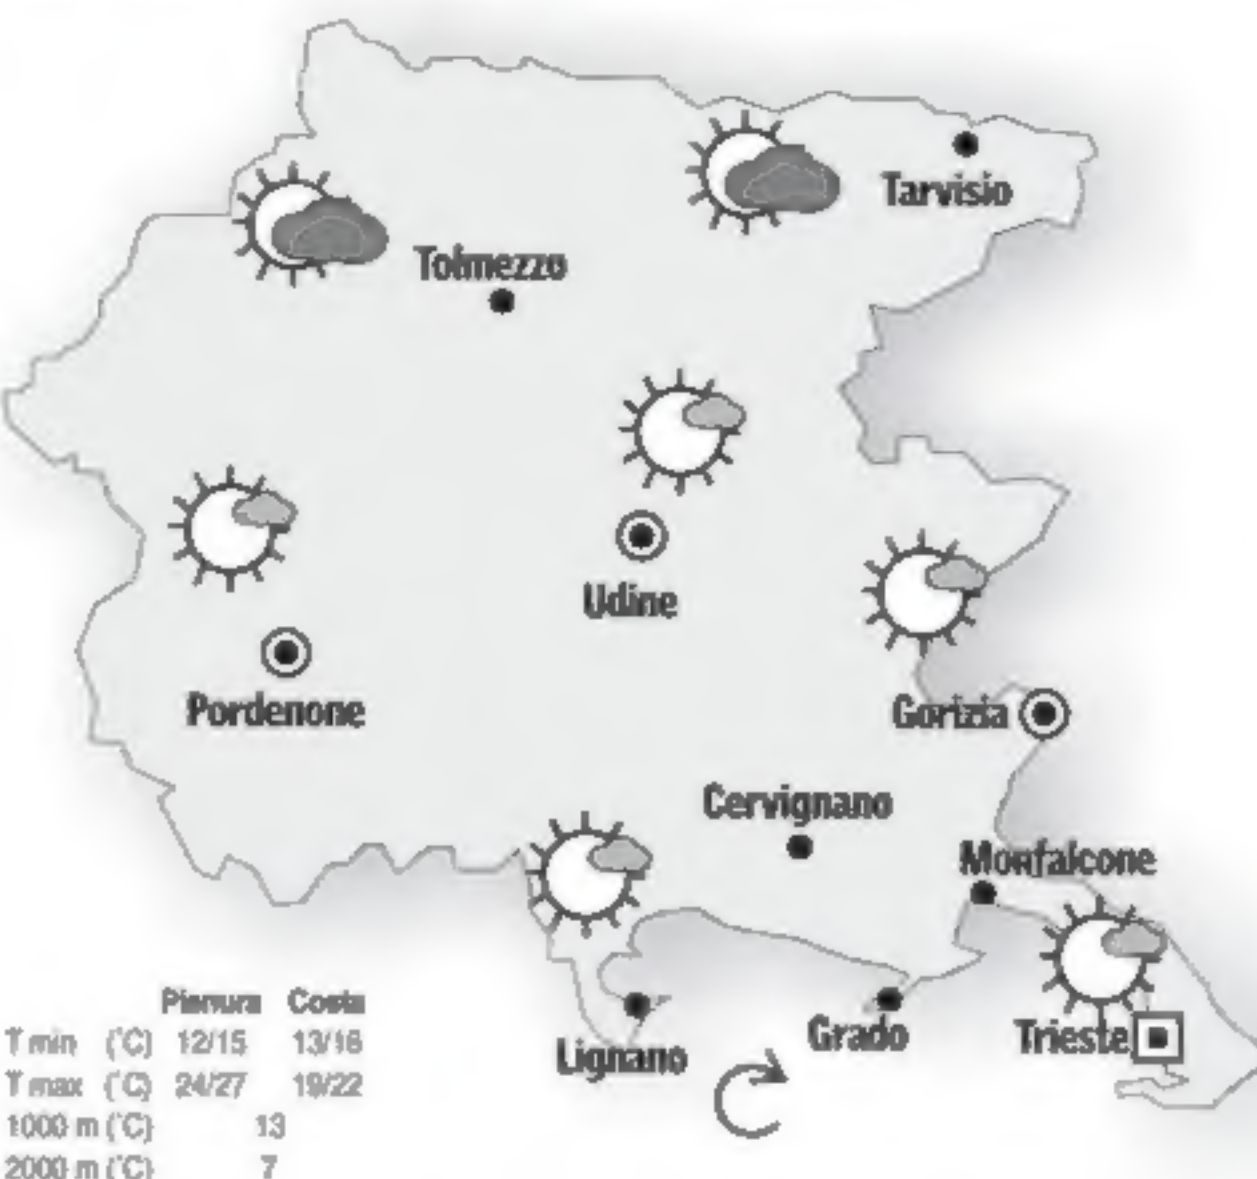 Tarvisio
Tolmezzo
Udine
Pordenone
Gorizia
Cervignano
Monfalcone
Grado
Trieste
Lignano
Pianura Costa
T min (°C) 12/15 13/16
T max (°C) 24/27 19/22
1000 m (°C) 13
2000 m (°C) 7